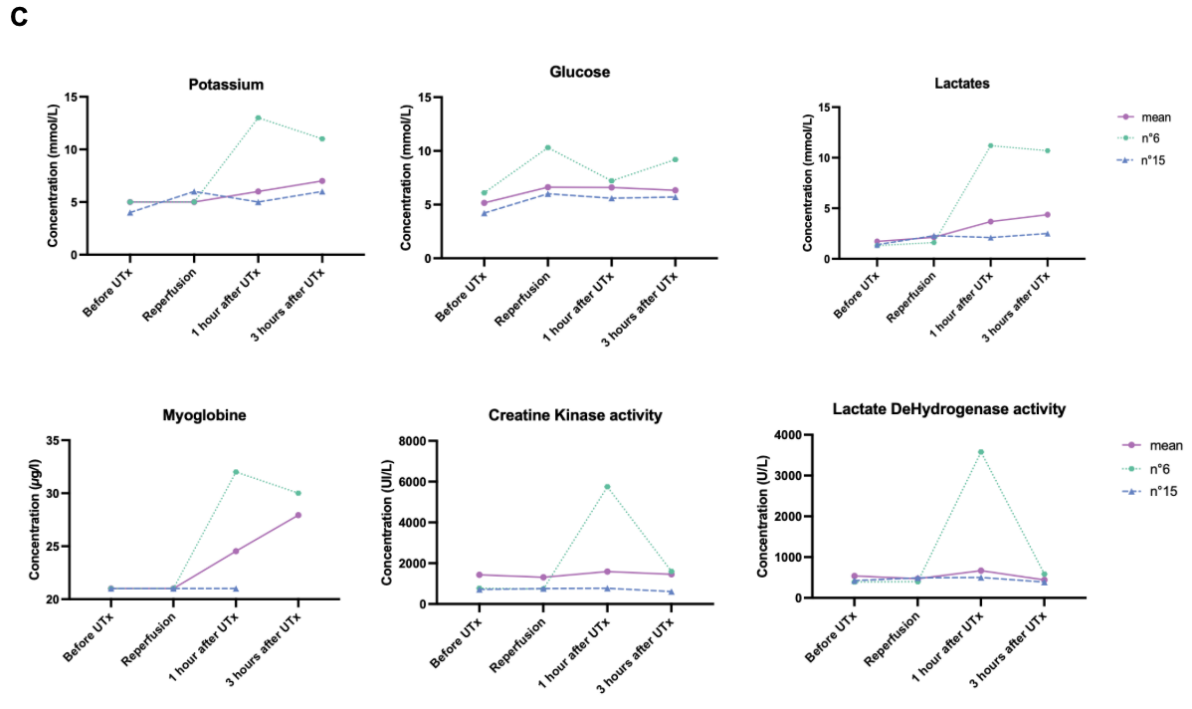 C
Potassium
Concentration (mmol/L)
15
10
5
0
Before UTx
Reperfusion
1 hour after UTx
3 hours after UTx
Glucose
Concentration (mmol/L)
15
10
5
0
Before UTx
Reperfusion
1 hour after UTx
3 hours after UTx
Lactates
Concentration (mmol/L)
15
10
5
0
Before UTx
Reperfusion
1 hour after UTx
3 hours after UTx
mean
n°6
n°15
Myoglobine
Concentration (µg/l)
35
30
25
20
Before UTx
Reperfusion
1 hour after UTx
3 hours after UTx
Creatine Kinase activity
Concentration (UI/L)
8000
6000
4000
2000
0
Before UTx
Reperfusion
1 hour after UTx
3 hours after UTx
Lactate DeHydrogenase activity
Concentration (U/L)
4000
3000
2000
1000
0
Before UTx
Reperfusion
1 hour after UTx
3 hours after UTx
mean
n°6
n°15